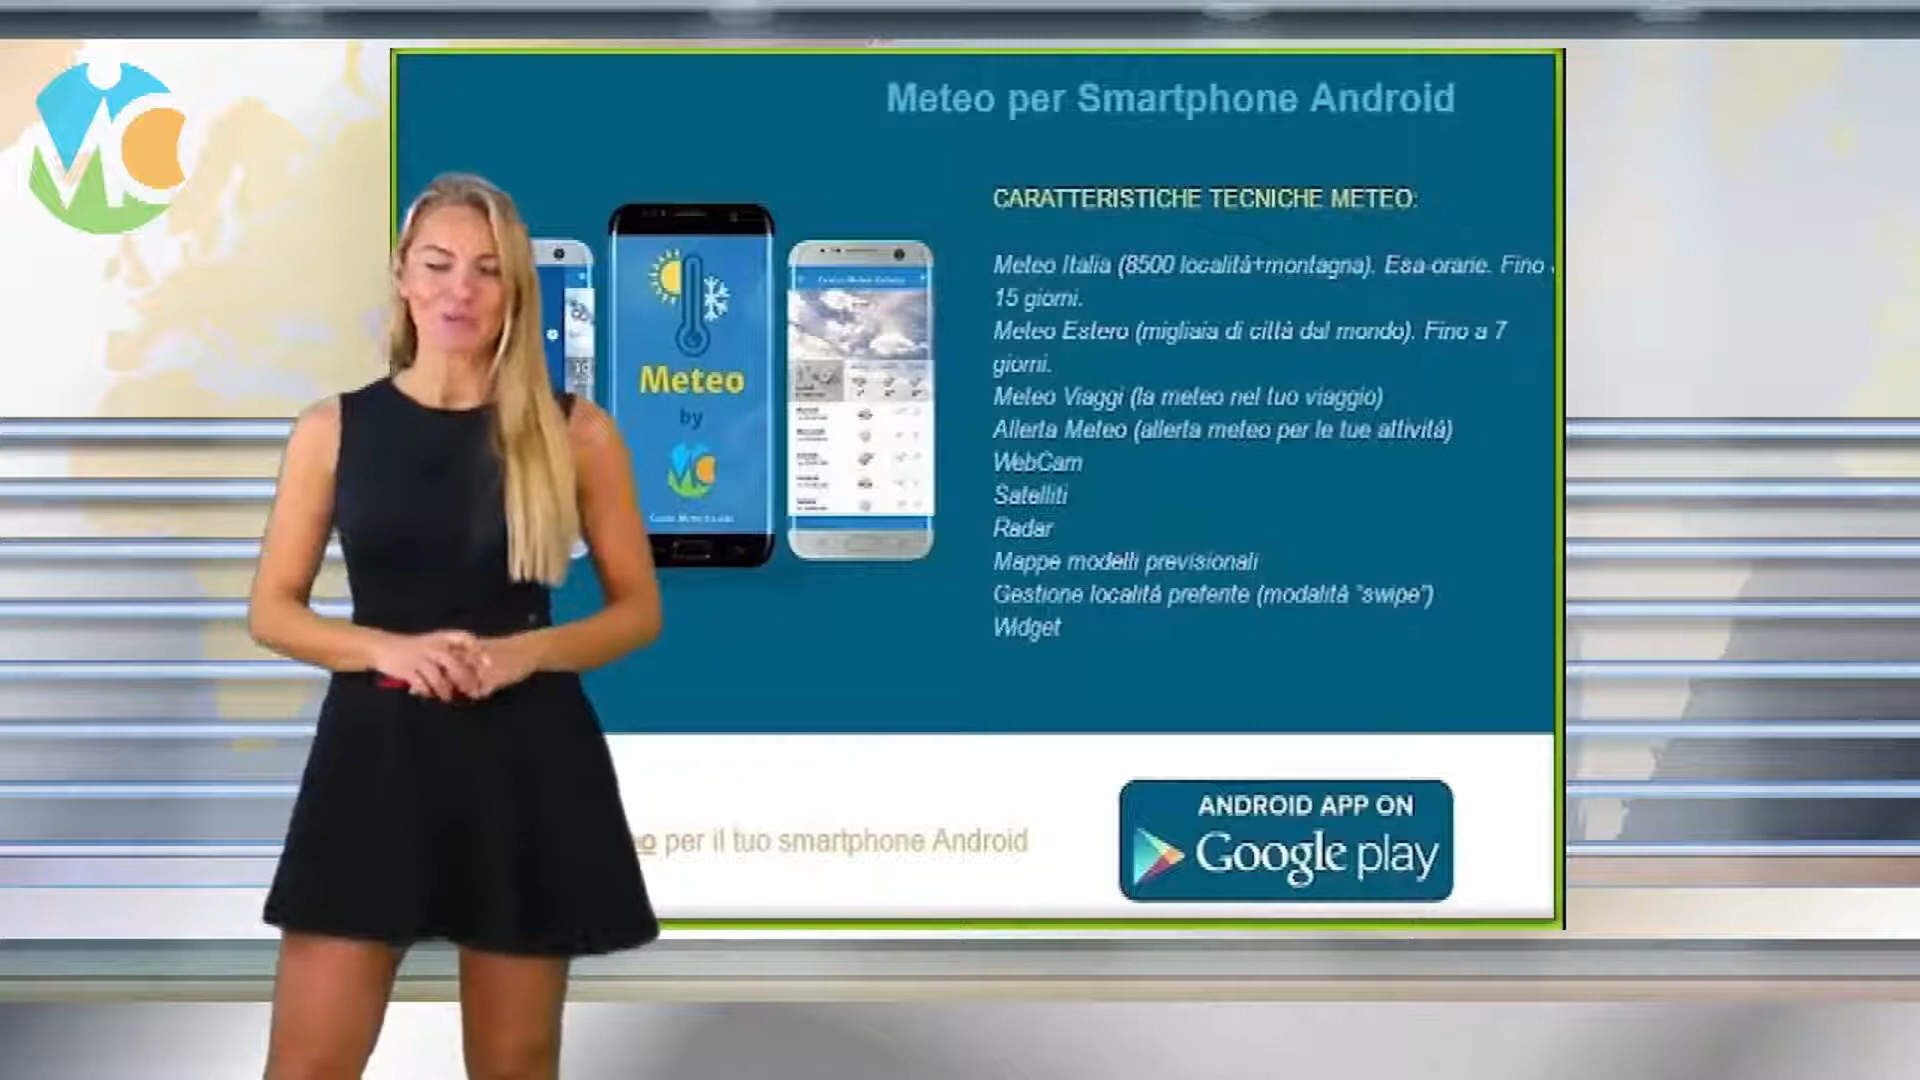 Meteo per Smartphone Android
CARATTERISTICHE TECNICHE METEO:
Meteo Italia (8500 località+montagna). Esa-orarie. Fino
15 giorni.
Meteo Estero (migliaia di città dal mondo). Fino a 7
giorni.
Meteo Viaggi (la meteo nel tuo viaggio)
Allerta Meteo (allerta meteo per le tue attività)
WebCam
Satelliti
Radar
Mappe modelli previsionali
Gestione località preferite (modalità "swipe")
Widget
Meteo
by
MC
per il tuo smartphone Android
ANDROID APP ON
Google play
MC